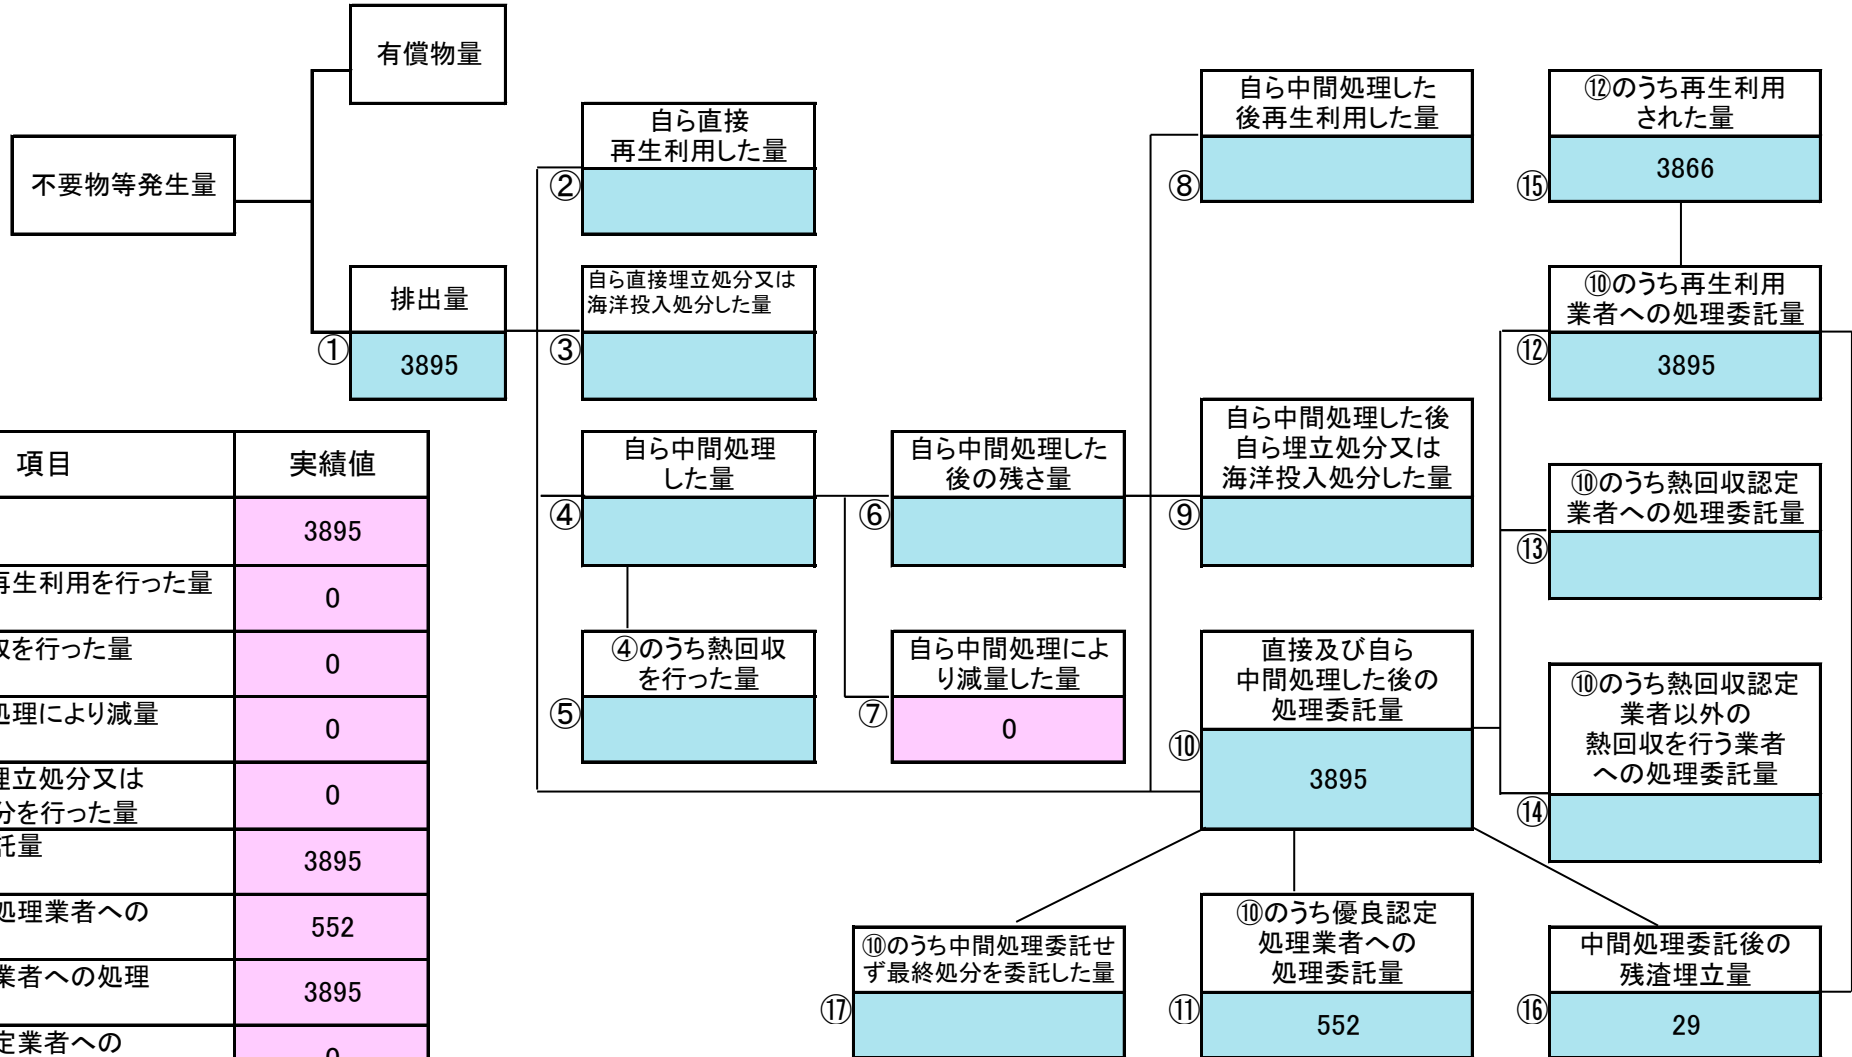 有償物量
不要物等発生量
排出量
①
3895
自ら直接
再生利用した量
②
自ら直接埋立処分又は
海洋投入処分した量
③
自ら中間処理
した量
④
④のうち熱回収
を行った量
⑤
自ら中間処理した
後の残さ量
⑥
自ら中間処理によ
り減量した量
⑦
0
自ら中間処理した
後再生利用した量
⑧
自ら中間処理した後
自ら埋立処分又は
海洋投入処分した量
⑨
直接及び自ら
中間処理した後の
処理委託量
⑩
3895
⑫のうち再生利用
された量
⑮
3866
⑩のうち再生利用
業者への処理委託量
⑫
3895
⑩のうち熱回収認定
業者への処理委託量
⑬
⑩のうち熱回収認定
業者以外の
熱回収を行う業者
への処理委託量
⑭
⑩のうち中間処理委託せ
ず最終処分を委託した量
⑰
⑩のうち優良認定
処理業者への
処理委託量
⑪
552
中間処理委託後の
残渣埋立量
⑯
29
項目 実績値
3895
再生利用を行った量 0
を行った量 0
処理により減量 0
埋立処分又は
分を行った量 0
託量 3895
処理業者への 552
業者への処理 3895
定業者への